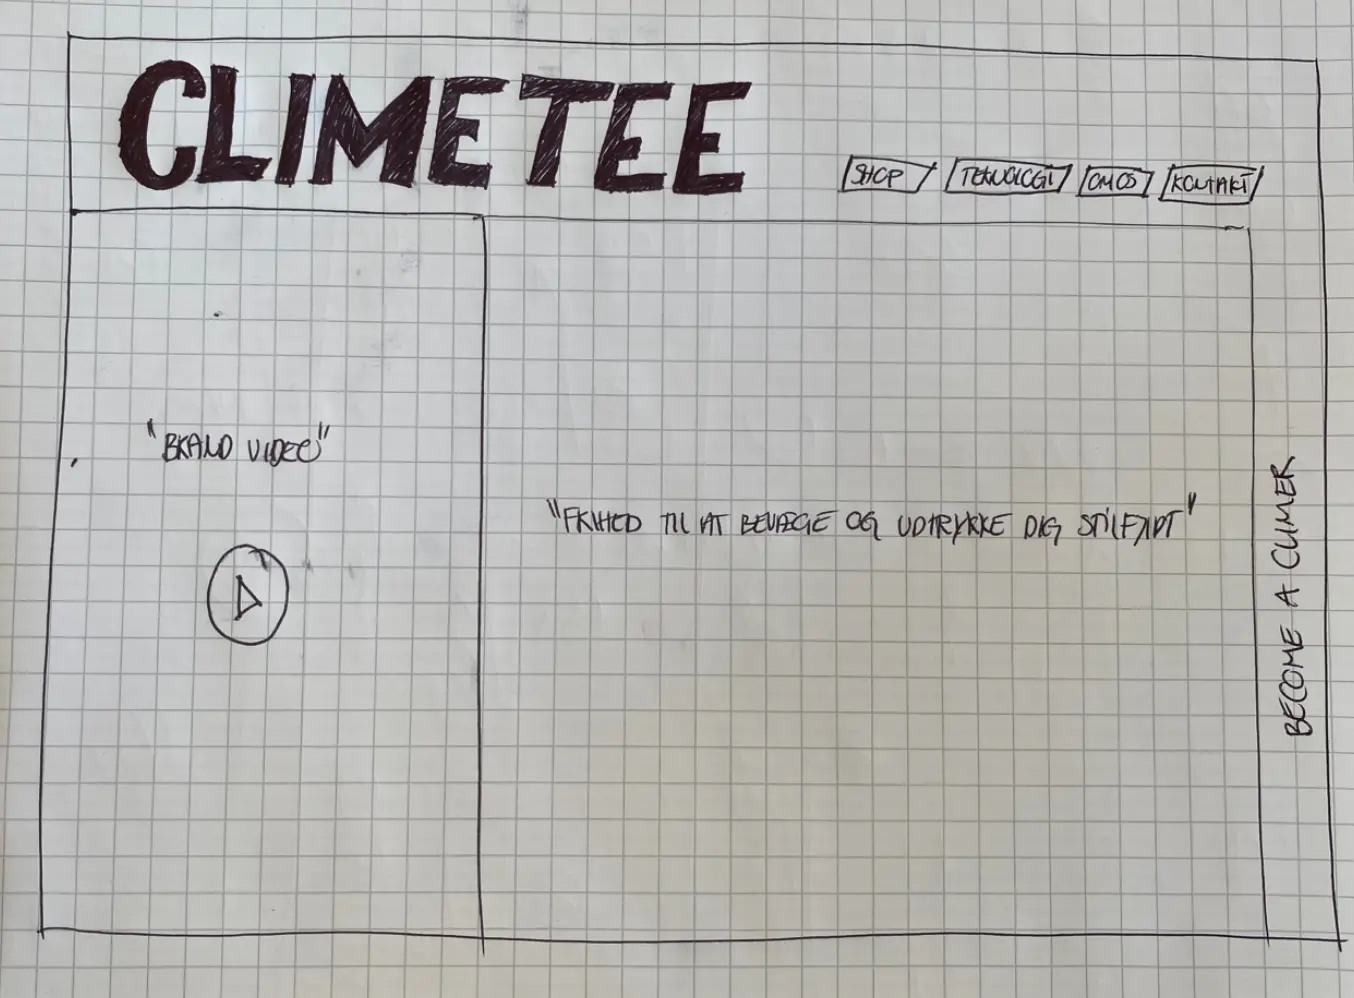 CLIMETEE
SHOP
TEKNOLOGI
OM OS
KONTAKT
"BRAND VIDEO"
"FRIHED TIL AT BEVÆGE OG UDTRYKKE DIG STILFULDT"
BECOME A CLIMER